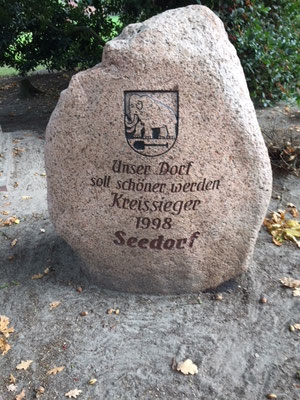 Unser Dorf
soll schöner werden
Kreissieger
1998
Seedorf